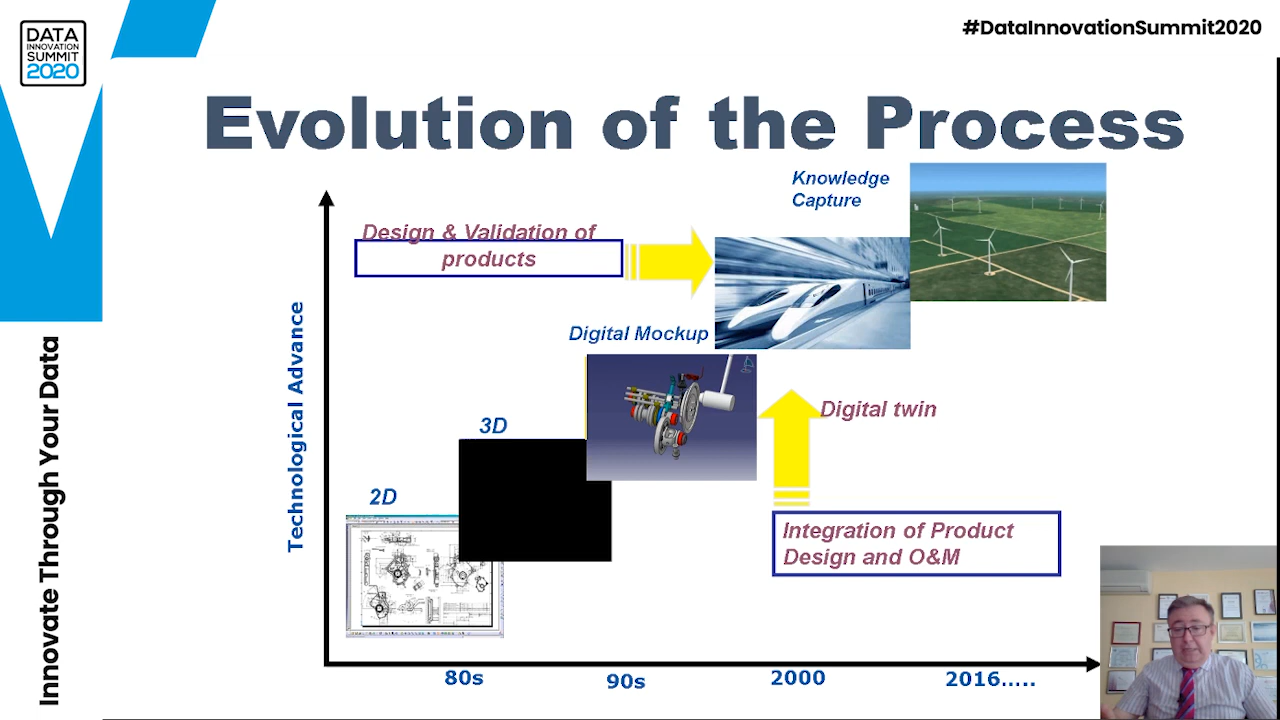 DATA
INNOVATION
SUMMIT
2020
#DataInnovationSummit2020
Evolution of the Process
Knowledge
Capture
Design & Validation of
products
Digital Mockup
Technological Advance
3D
Digital twin
2D
Integration of Product
Design and O&M
80s
90s
2000
2016.....
Innovate Through Your Data